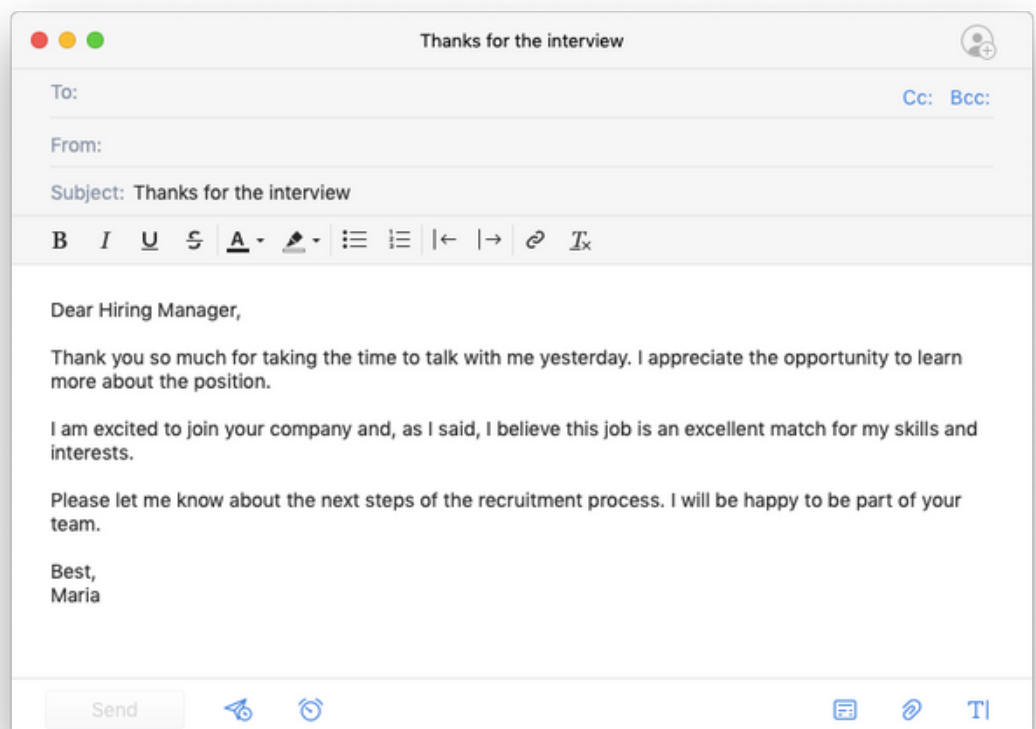 Thanks for the interview
To:
Cc: Bcc:
From:
Subject: Thanks for the interview
B I U S A Tx
Dear Hiring Manager,
Thank you so much for taking the time to talk with me yesterday. I appreciate the opportunity to learn
more about the position.
I am excited to join your company and, as I said, I believe this job is an excellent match for my skills and
interests.
Please let me know about the next steps of the recruitment process. I will be happy to be part of your
team.
Best,
Maria
Send
T|